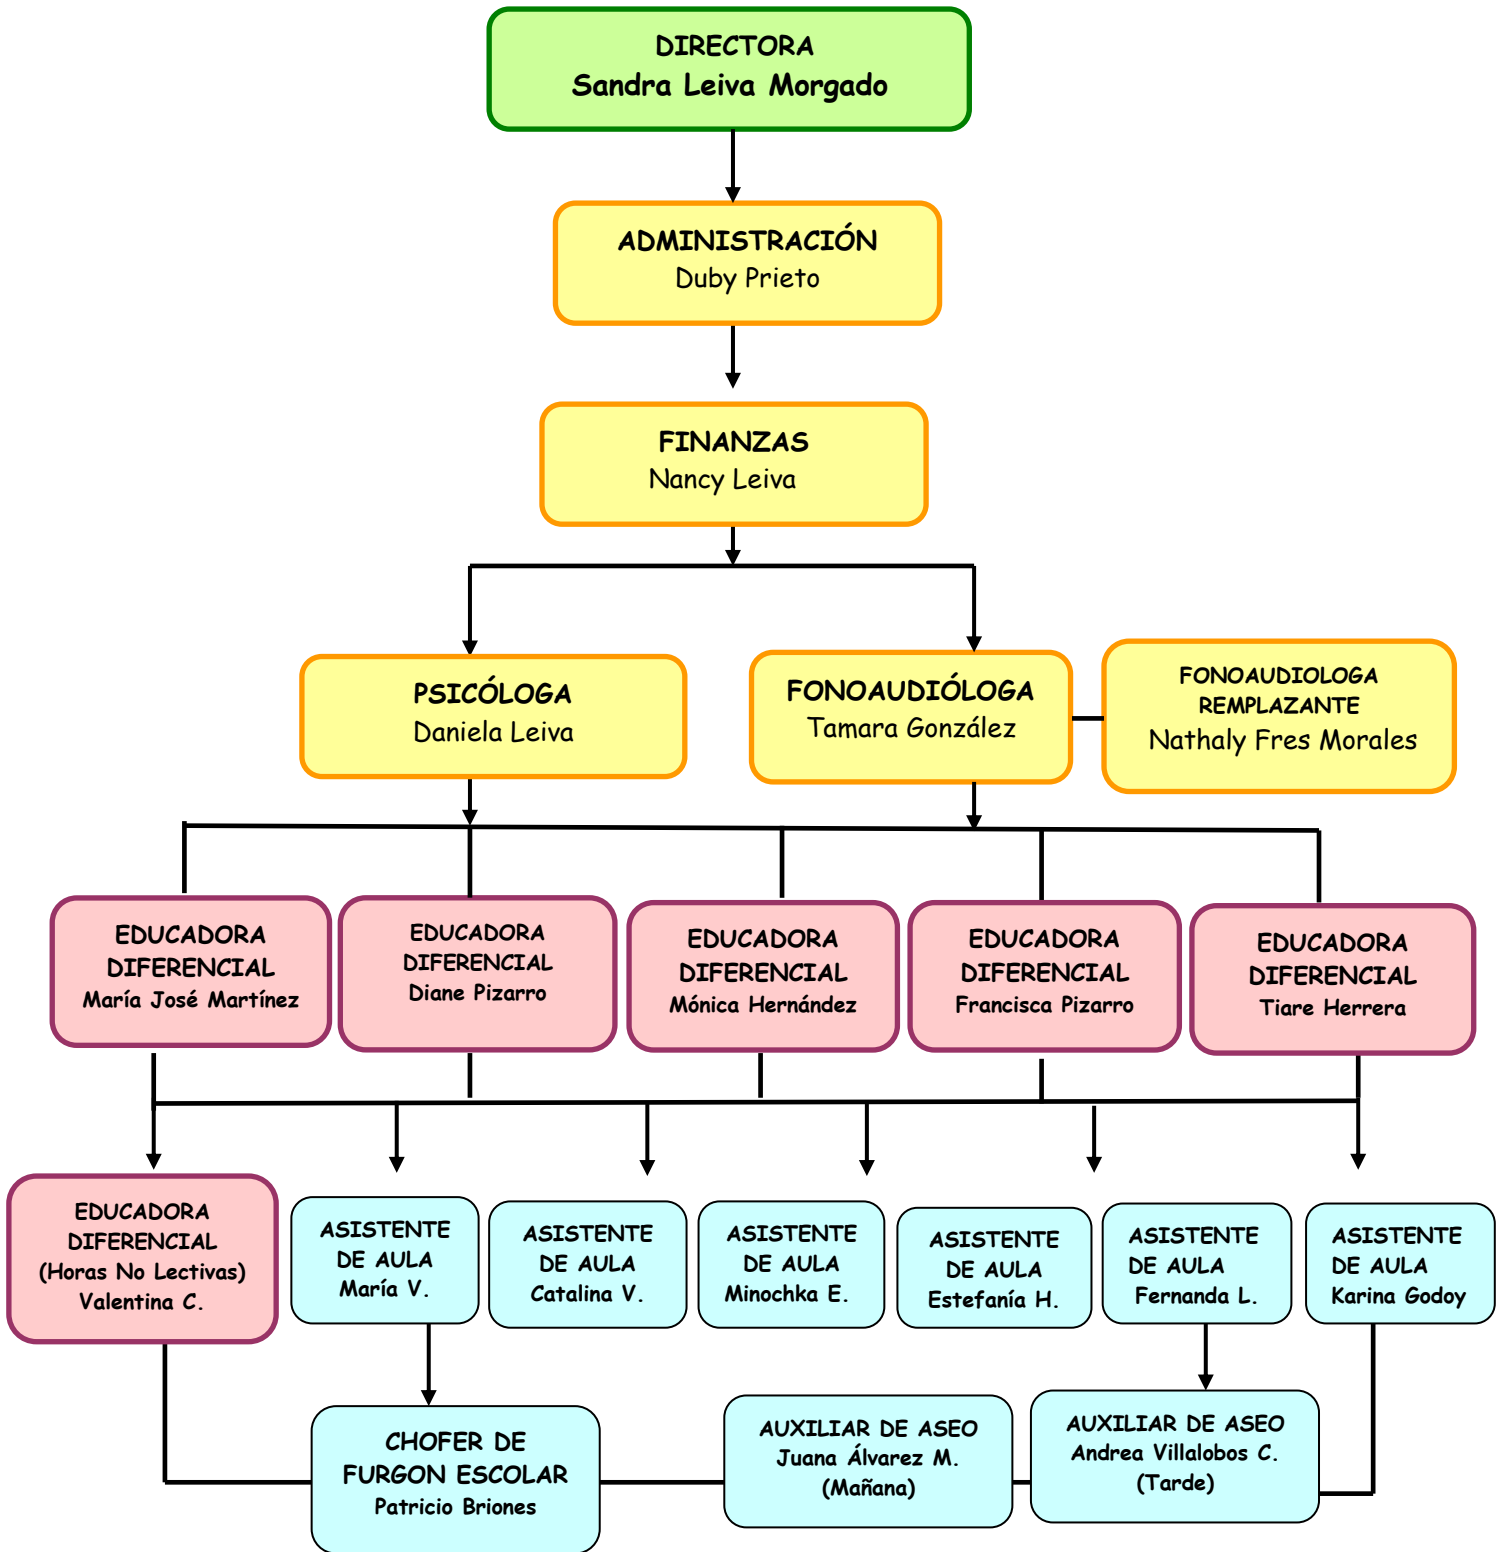 DIRECTORA
Sandra Leiva Morgado
ADMINISTRACIÓN
Duby Prieto
FINANZAS
Nancy Leiva
PSICÓLOGA
Daniela Leiva
FONOAUDIÓLOGA
Tamara González
FONOAUDIOLOGA
REMPLAZANTE
Nathaly Fres Morales
EDUCADORA
DIFERENCIAL
María José Martínez
EDUCADORA
DIFERENCIAL
Diane Pizarro
EDUCADORA
DIFERENCIAL
Mónica Hernández
EDUCADORA
DIFERENCIAL
Francisca Pizarro
EDUCADORA
DIFERENCIAL
Tiare Herrera
EDUCADORA
DIFERENCIAL
(Horas No Lectivas)
Valentina C.
ASISTENTE
DE AULA
María V.
ASISTENTE
DE AULA
Catalina V.
ASISTENTE
DE AULA
Minochka E.
ASISTENTE
DE AULA
Estefanía H.
ASISTENTE
DE AULA
Fernanda L.
ASISTENTE
DE AULA
Karina Godoy
CHOFER DE
FURGON ESCOLAR
Patricio Briones
AUXILIAR DE ASEO
Juana Álvarez M.
(Mañana)
AUXILIAR DE ASEO
Andrea Villalobos C.
(Tarde)